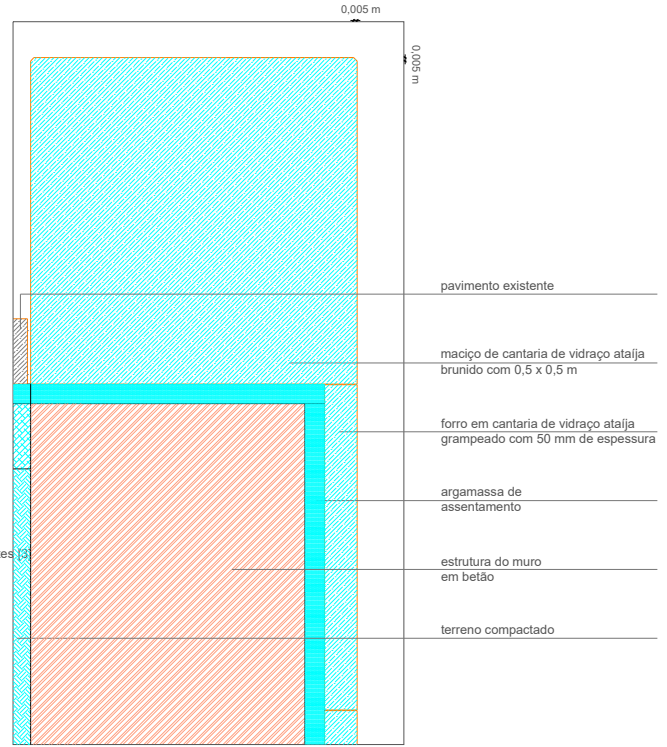 0,005 m
0,005 m
pavimento existente
maciço de cantaria de vidraço ataíja
brunido com 0,5 x 0,5 m
forro em cantaria de vidraço ataíja
grampeado com 50 mm de espessura
argamassa de
assentamento
estrutura do muro
em betão
terreno compactado